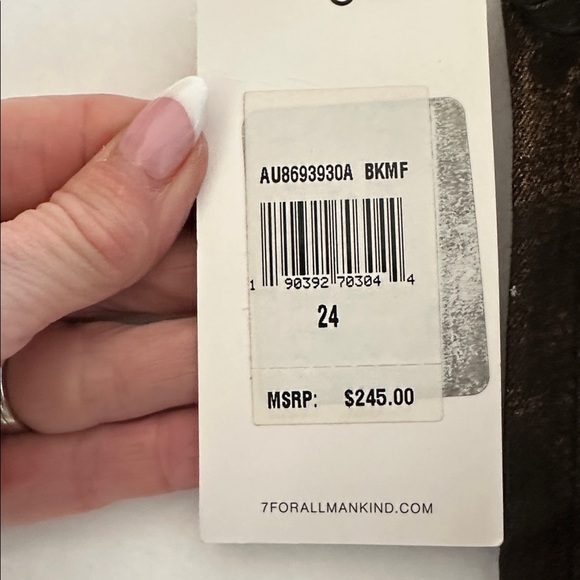 AU8693930A BKMF
1 90392 70304 4
24
MSRP: $245.00
7FORALLMANKIND.COM